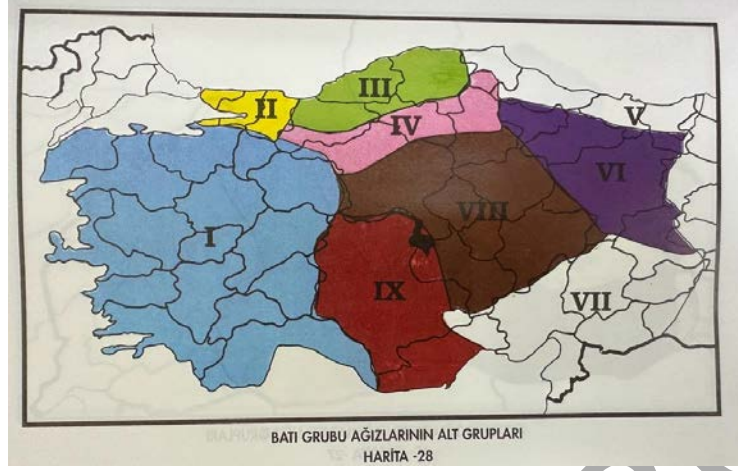 III
II
IV
V
VI
I
VIII
IX
VII
BATI GRUBU AĞIZLARININ ALT GRUPLARI
HARİTA -28